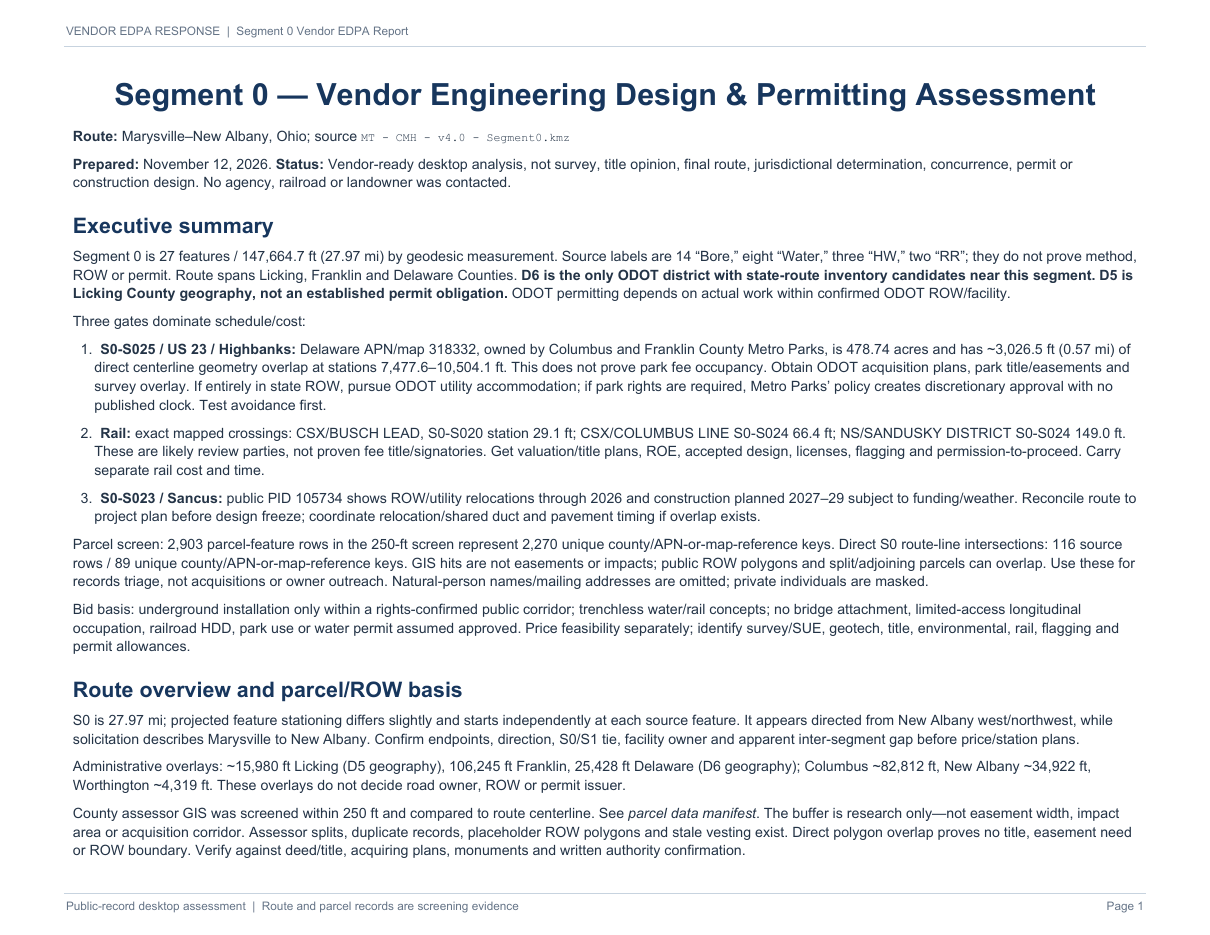 VENDOR EDPA RESPONSE | Segment 0 Vendor EDPA Report
Segment 0 — Vendor Engineering Design & Permitting Assessment
Route: Marysville–New Albany, Ohio; source MT - CMH - v4.0 - Segment0.kmz
Prepared: November 12, 2026. Status: Vendor-ready desktop analysis, not survey, title opinion, final route, jurisdictional determination, concurrence, permit or
construction design. No agency, railroad or landowner was contacted.
Executive summary
Segment 0 is 27 features / 147,664.7 ft (27.97 mi) by geodesic measurement. Source labels are 14 “Bore,” eight “Water,” three “HW,” two “RR”; they do not prove method,
ROW or permit. Route spans Licking, Franklin and Delaware Counties. D6 is the only ODOT district with state-route inventory candidates near this segment. D5 is
Licking County geography, not an established permit obligation. ODOT permitting depends on actual work within confirmed ODOT ROW/facility.
Three gates dominate schedule/cost:
1. S0-S025 / US 23 / Highbanks: Delaware APN/map 318332, owned by Columbus and Franklin County Metro Parks, is 478.74 acres and has ~3,026.5 ft (0.57 mi) of
direct centerline geometry overlap at stations 7,477.6–10,504.1 ft. This does not prove park fee occupancy. Obtain ODOT acquisition plans, park title/easements and
survey overlay. If entirely in state ROW, pursue ODOT utility accommodation; if park rights are required, Metro Parks’ policy creates discretionary approval with no
published clock. Test avoidance first.
2. Rail: exact mapped crossings: CSX/BUSCH LEAD, S0-S020 station 29.1 ft; CSX/COLUMBUS LINE S0-S024 66.4 ft; NS/SANDUSKY DISTRICT S0-S024 149.0 ft.
These are likely review parties, not proven fee title/signatories. Get valuation/title plans, ROE, accepted design, licenses, flagging and permission-to-proceed. Carry
separate rail cost and time.
3. S0-S023 / Sancus: public PID 105734 shows ROW/utility relocations through 2026 and construction planned 2027–29 subject to funding/weather. Reconcile route to
project plan before design freeze; coordinate relocation/shared duct and pavement timing if overlap exists.
Parcel screen: 2,903 parcel-feature rows in the 250-ft screen represent 2,270 unique county/APN-or-map-reference keys. Direct S0 route-line intersections: 116 source
rows / 89 unique county/APN-or-map-reference keys. GIS hits are not easements or impacts; public ROW polygons and split/adjoining parcels can overlap. Use these for
records triage, not acquisitions or owner outreach. Natural-person names/mailing addresses are omitted; private individuals are masked.
Bid basis: underground installation only within a rights-confirmed public corridor; trenchless water/rail concepts; no bridge attachment, limited-access longitudinal
occupation, railroad HDD, park use or water permit assumed approved. Price feasibility separately; identify survey/SUE, geotech, title, environmental, rail, flagging and
permit allowances.
Route overview and parcel/ROW basis
S0 is 27.97 mi; projected feature stationing differs slightly and starts independently at each source feature. It appears directed from New Albany west/northwest, while
solicitation describes Marysville to New Albany. Confirm endpoints, direction, S0/S1 tie, facility owner and apparent inter-segment gap before price/station plans.
Administrative overlays: ~15,980 ft Licking (D5 geography), 106,245 ft Franklin, 25,428 ft Delaware (D6 geography); Columbus ~82,812 ft, New Albany ~34,922 ft,
Worthington ~4,319 ft. These overlays do not decide road owner, ROW or permit issuer.
County assessor GIS was screened within 250 ft and compared to route centerline. See parcel data manifest. The buffer is research only—not easement width, impact
area or acquisition corridor. Assessor splits, duplicate records, placeholder ROW polygons and stale vesting exist. Direct polygon overlap proves no title, easement need
or ROW boundary. Verify against deed/title, acquiring plans, monuments and written authority confirmation.
Public-record desktop assessment | Route and parcel records are screening evidence
Page 1